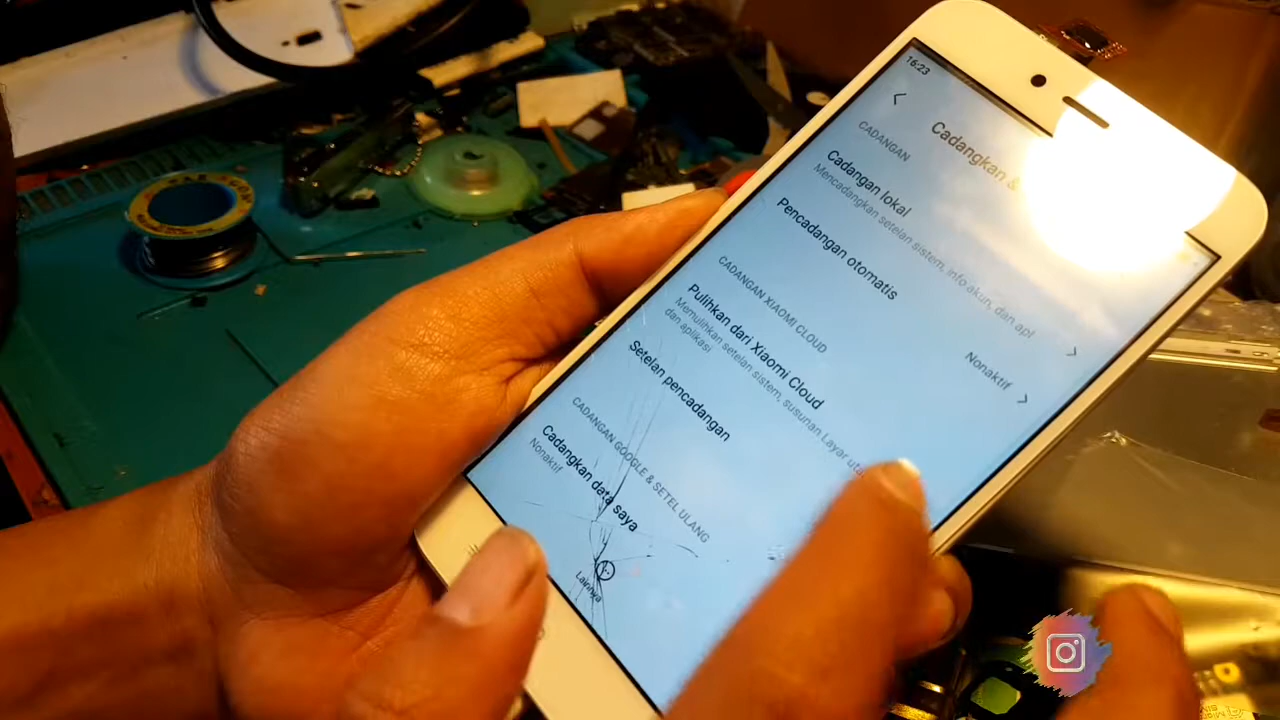 16:23
Cadangkan &
CADANGAN
Cadangan lokal
Mencadangkan setelan sistem, info akun, dan apl
Pencadangan otomatis
Nonaktif
CADANGAN XIAOMI CLOUD
Pulihkan dari Xiaomi Cloud
Memulihkan setelan sistem, susunan Layar uta
dan aplikasi
Setelan pencadangan
CADANGAN GOOGLE & SETEL ULANG
Cadangkan data saya
Nonaktif
Lainnya